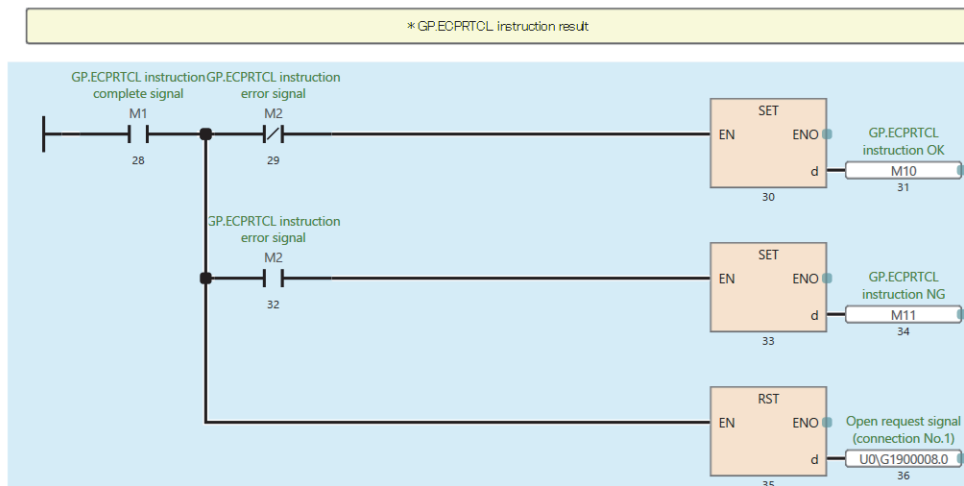 * GP.ECPRTCL instruction result
GP.ECPRTCL instruction
complete signal
M1
28
GP.ECPRTCL instruction
error signal
M2
29
SET
EN
ENO
d
30
GP.ECPRTCL
instruction OK
M10
31
GP.ECPRTCL instruction
error signal
M2
32
SET
EN
ENO
d
33
GP.ECPRTCL
instruction NG
M11
34
RST
EN
ENO
d
35
Open request signal
(connection No.1)
U0\G1900008.0
36